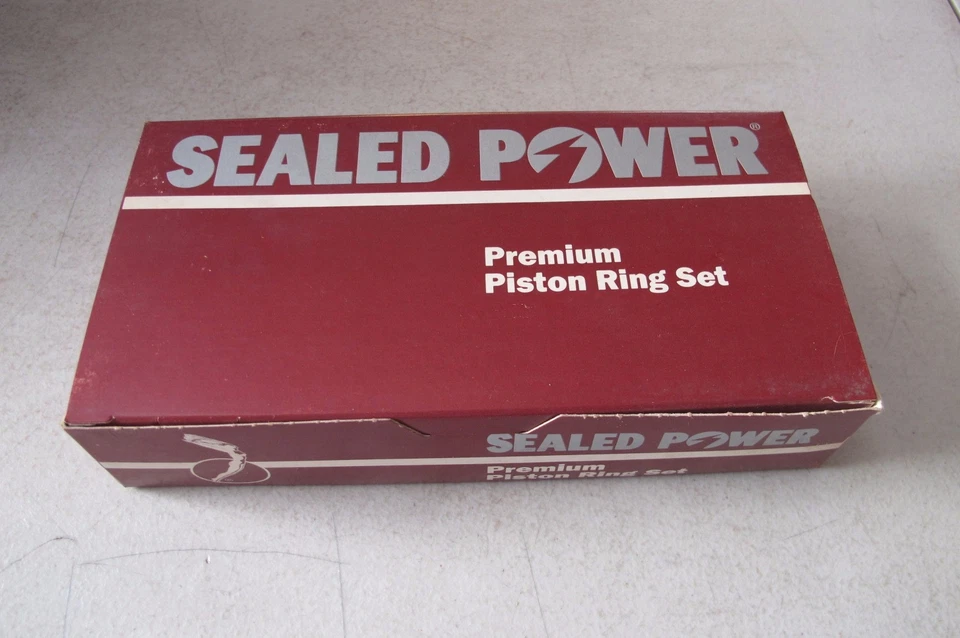 SEALED POWER®
Premium
Piston Ring Set
SEALED POWER
Premium
Piston Ring Set